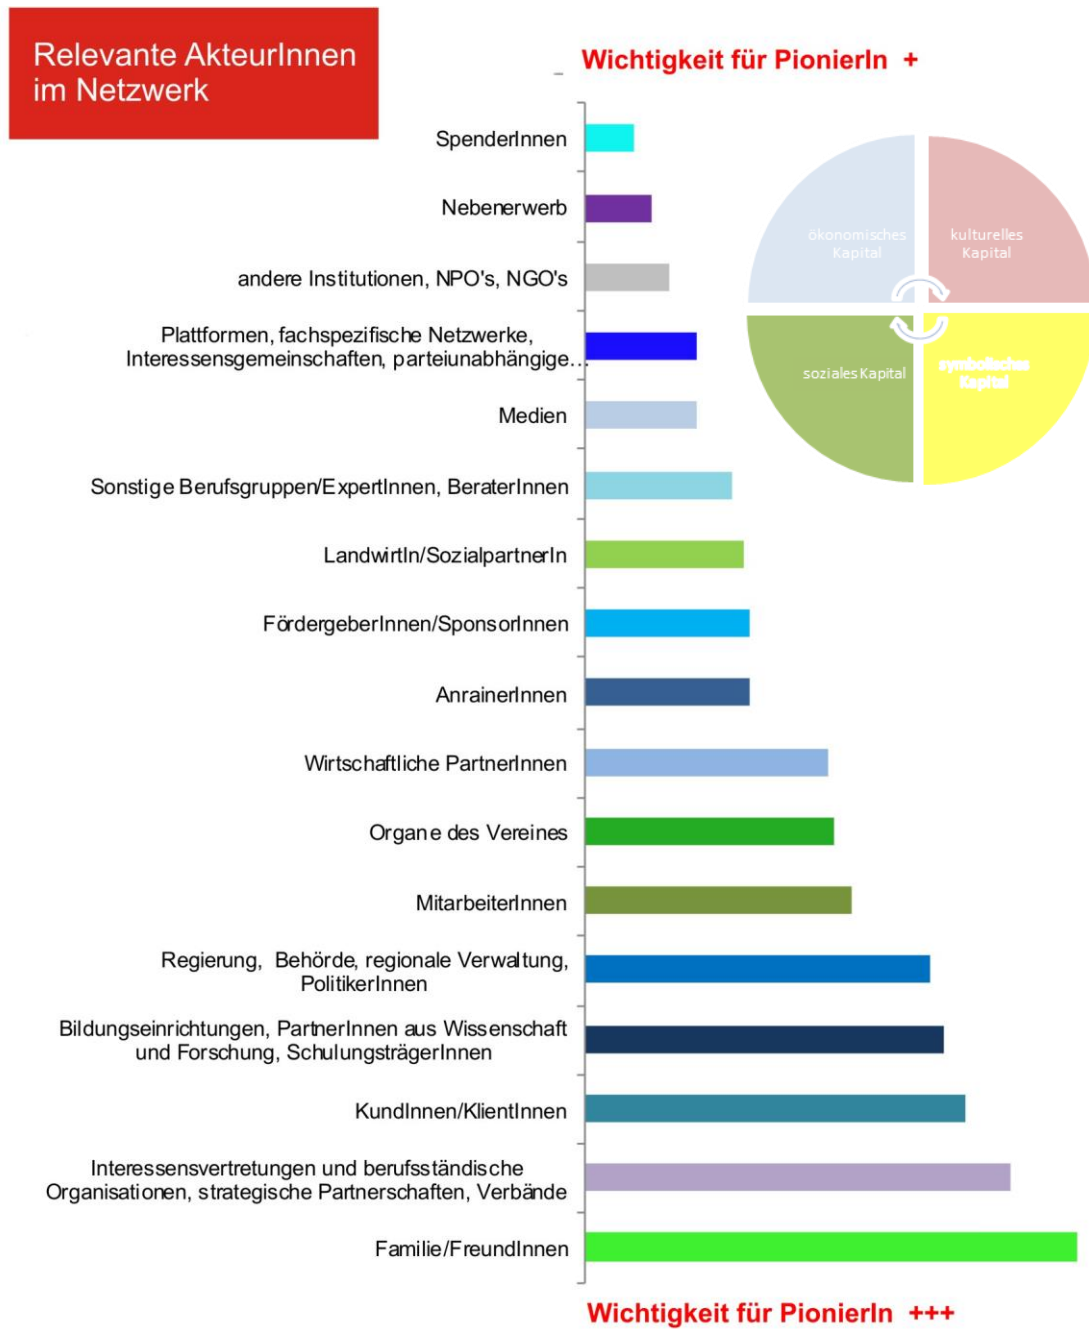 Relevante AkteurInnen
im Netzwerk
Wichtigkeit für PionierIn +
SpenderInnen
Nebenerwerb
andere Institutionen, NPO's, NGO's
Plattformen, fachspezifische Netzwerke,
Interessensgemeinschaften, parteiunabhängige...
Medien
Sonstige Berufsgruppen/ExpertInnen, BeraterInnen
LandwirtIn/SozialpartnerIn
FördergeberInnen/SponsorInnen
AnrainerInnen
Wirtschaftliche PartnerInnen
Organe des Vereines
MitarbeiterInnen
Regierung, Behörde, regionale Verwaltung,
PolitikerInnen
Bildungseinrichtungen, PartnerInnen aus Wissenschaft
und Forschung, SchulungsträgerInnen
KundInnen/KlientInnen
Interessensvertretungen und berufsständische
Organisationen, strategische Partnerschaften, Verbände
Familie/FreundInnen
Wichtigkeit für PionierIn +++
ökonomisches
Kapital
kulturelles
Kapital
soziales Kapital
symbolisches
Kapital